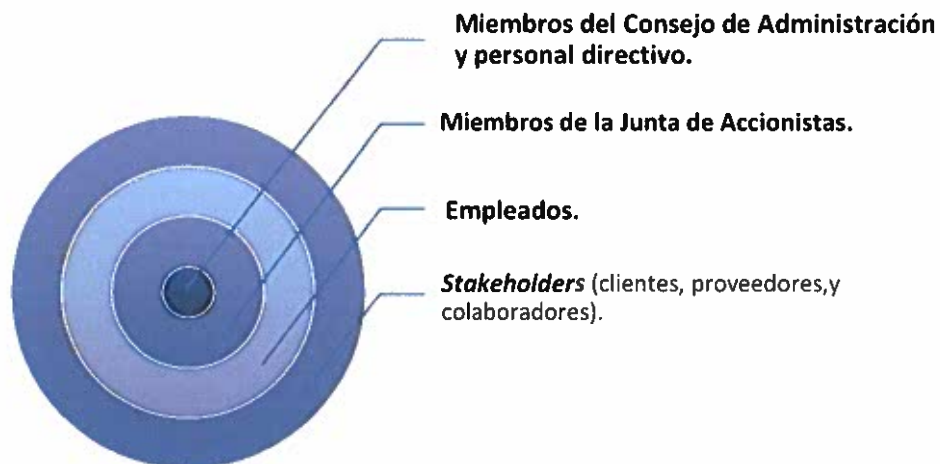 Miembros del Consejo de Administración
y personal directivo.
Miembros de la Junta de Accionistas.
Empleados.
Stakeholders (clientes, proveedores,y
colaboradores).